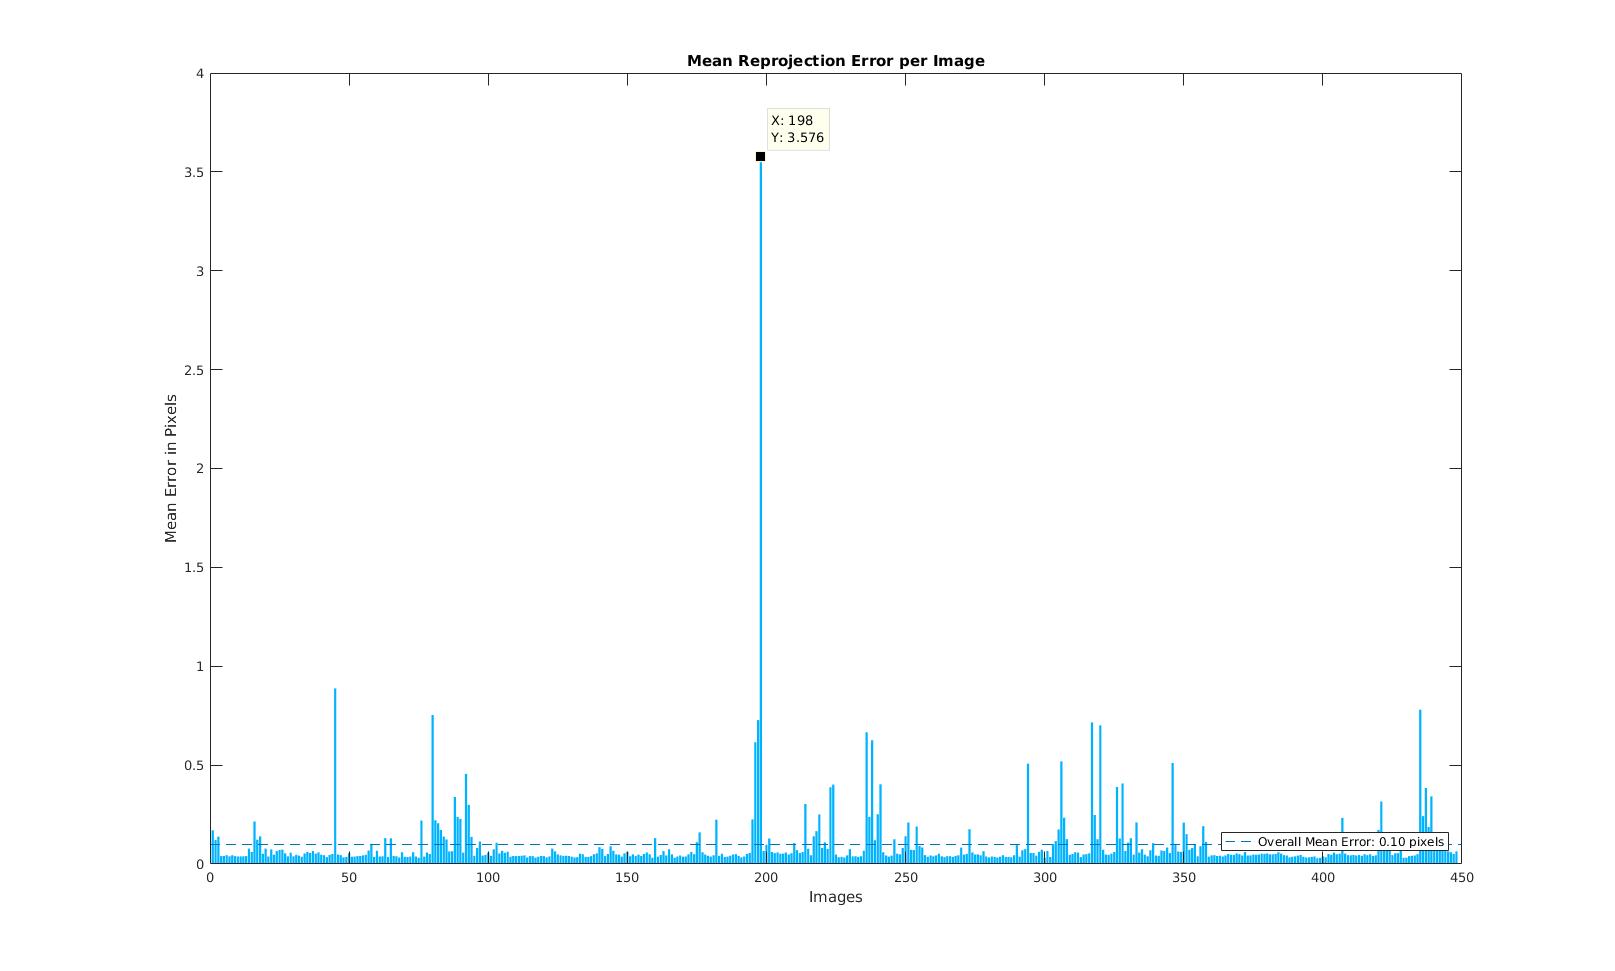 Mean Reprojection Error per Image
4
3.5
3
2.5
2
1.5
1
0.5
0
Mean Error in Pixels
X: 198
Y: 3.576
Overall Mean Error: 0.10 pixels
0 50 100 150 200 250 300 350 400 450
Images